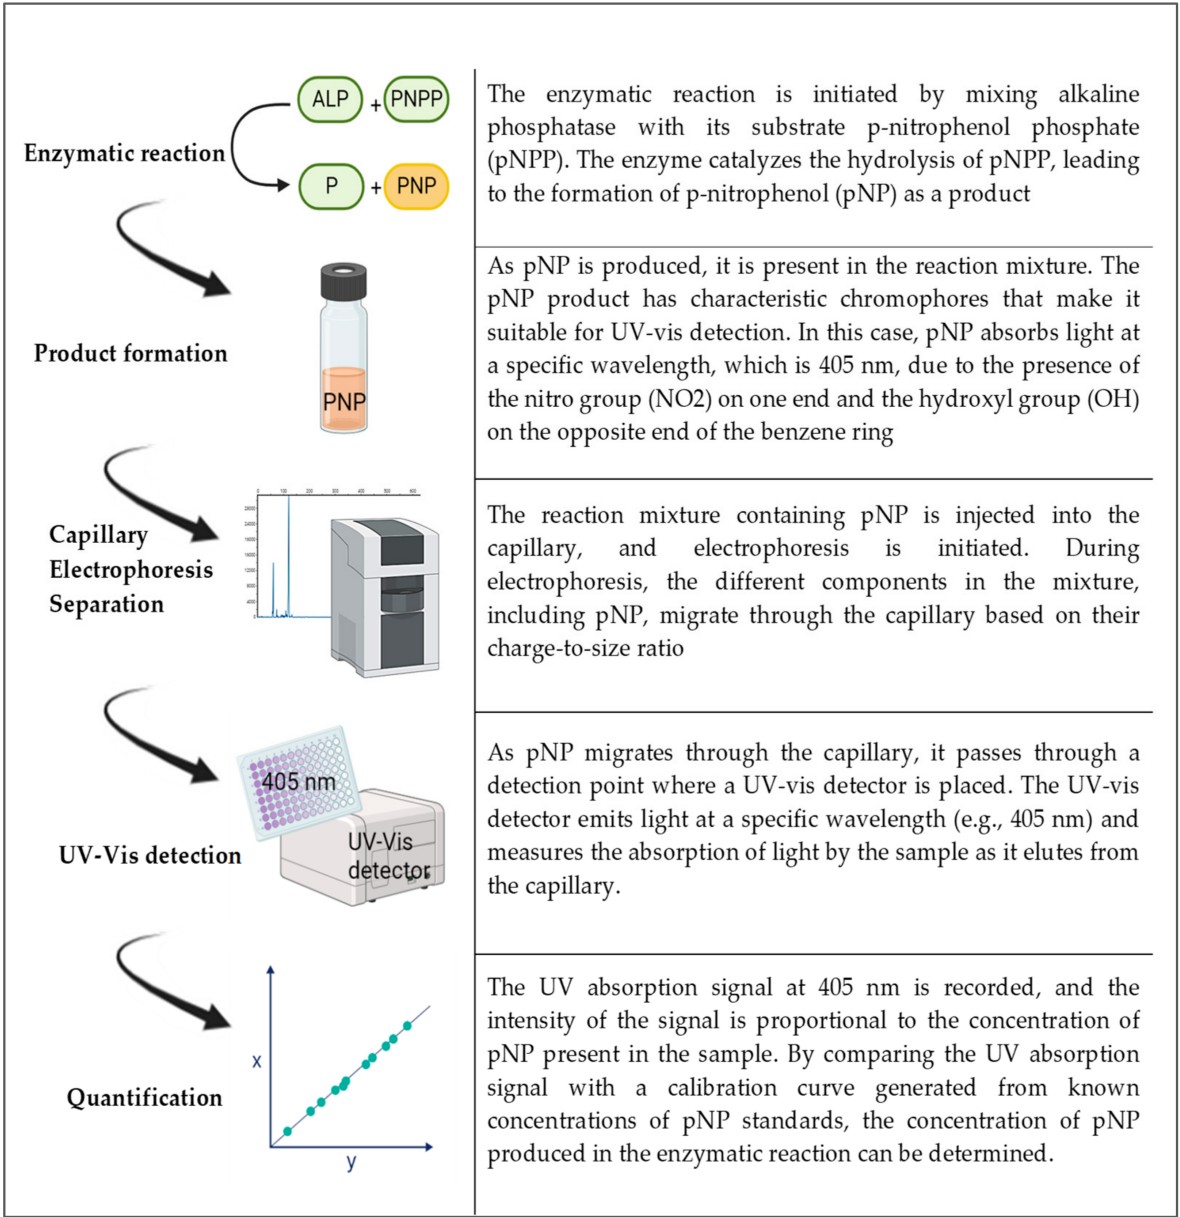 ALP + PNPP
Enzymatic reaction
P + PNP
The enzymatic reaction is initiated by mixing alkaline
phosphatase with its substrate p-nitrophenol phosphate
(pNPP). The enzyme catalyzes the hydrolysis of pNPP, leading
to the formation of p-nitrophenol (pNP) as a product
Product formation
PNP
As pNP is produced, it is present in the reaction mixture. The
pNP product has characteristic chromophores that make it
suitable for UV-vis detection. In this case, pNP absorbs light at
a specific wavelength, which is 405 nm, due to the presence of
the nitro group (NO2) on one end and the hydroxyl group (OH)
on the opposite end of the benzene ring
Capillary
Electrophoresis
Separation
0 100 200 300 400 500 600
The reaction mixture containing pNP is injected into the
capillary, and electrophoresis is initiated. During
electrophoresis, the different components in the mixture,
including pNP, migrate through the capillary based on their
charge-to-size ratio
UV-Vis detection
405 nm
UV-Vis
detector
As pNP migrates through the capillary, it passes through a
detection point where a UV-vis detector is placed. The UV-vis
detector emits light at a specific wavelength (e.g., 405 nm) and
measures the absorption of light by the sample as it elutes from
the capillary.
Quantification
x
y
The UV absorption signal at 405 nm is recorded, and the
intensity of the signal is proportional to the concentration of
pNP present in the sample. By comparing the UV absorption
signal with a calibration curve generated from known
concentrations of pNP standards, the concentration of pNP
produced in the enzymatic reaction can be determined.